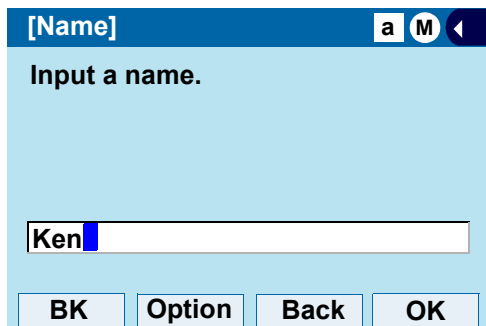 [Name] a M
Input a name.
Ken
BK Option Back OK